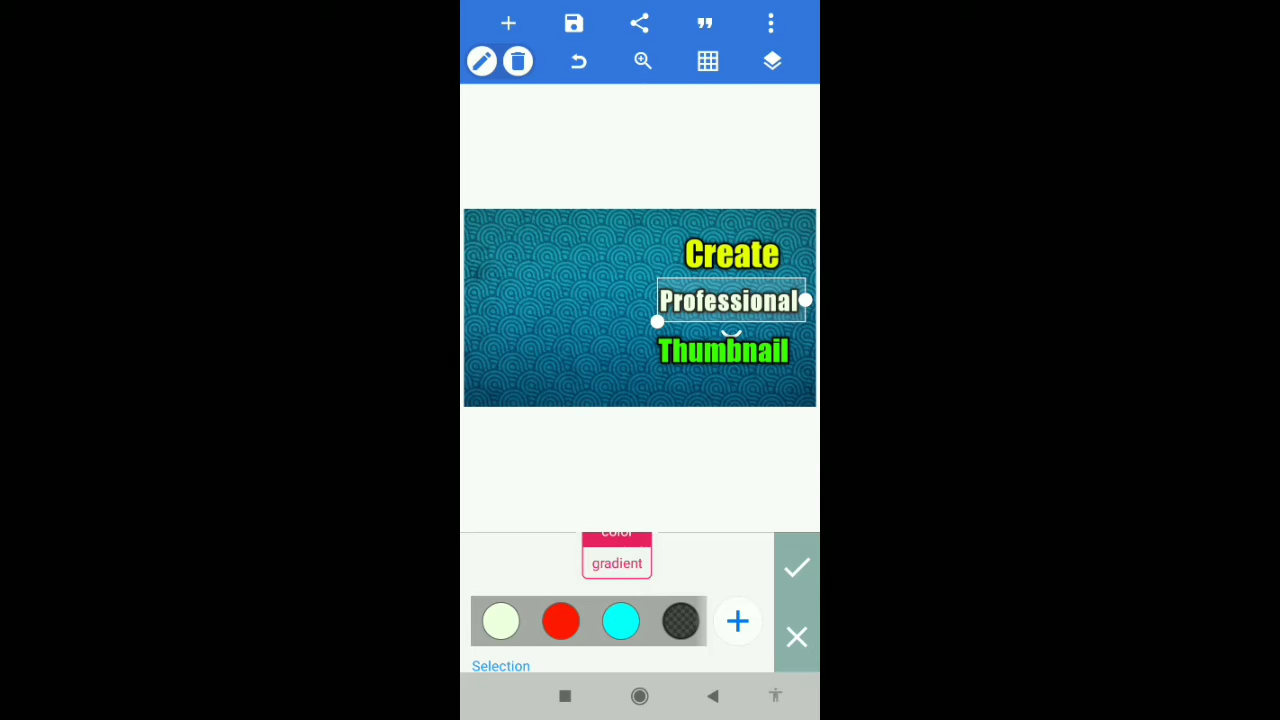 Create
Professional
Thumbnail
color
gradient
Selection